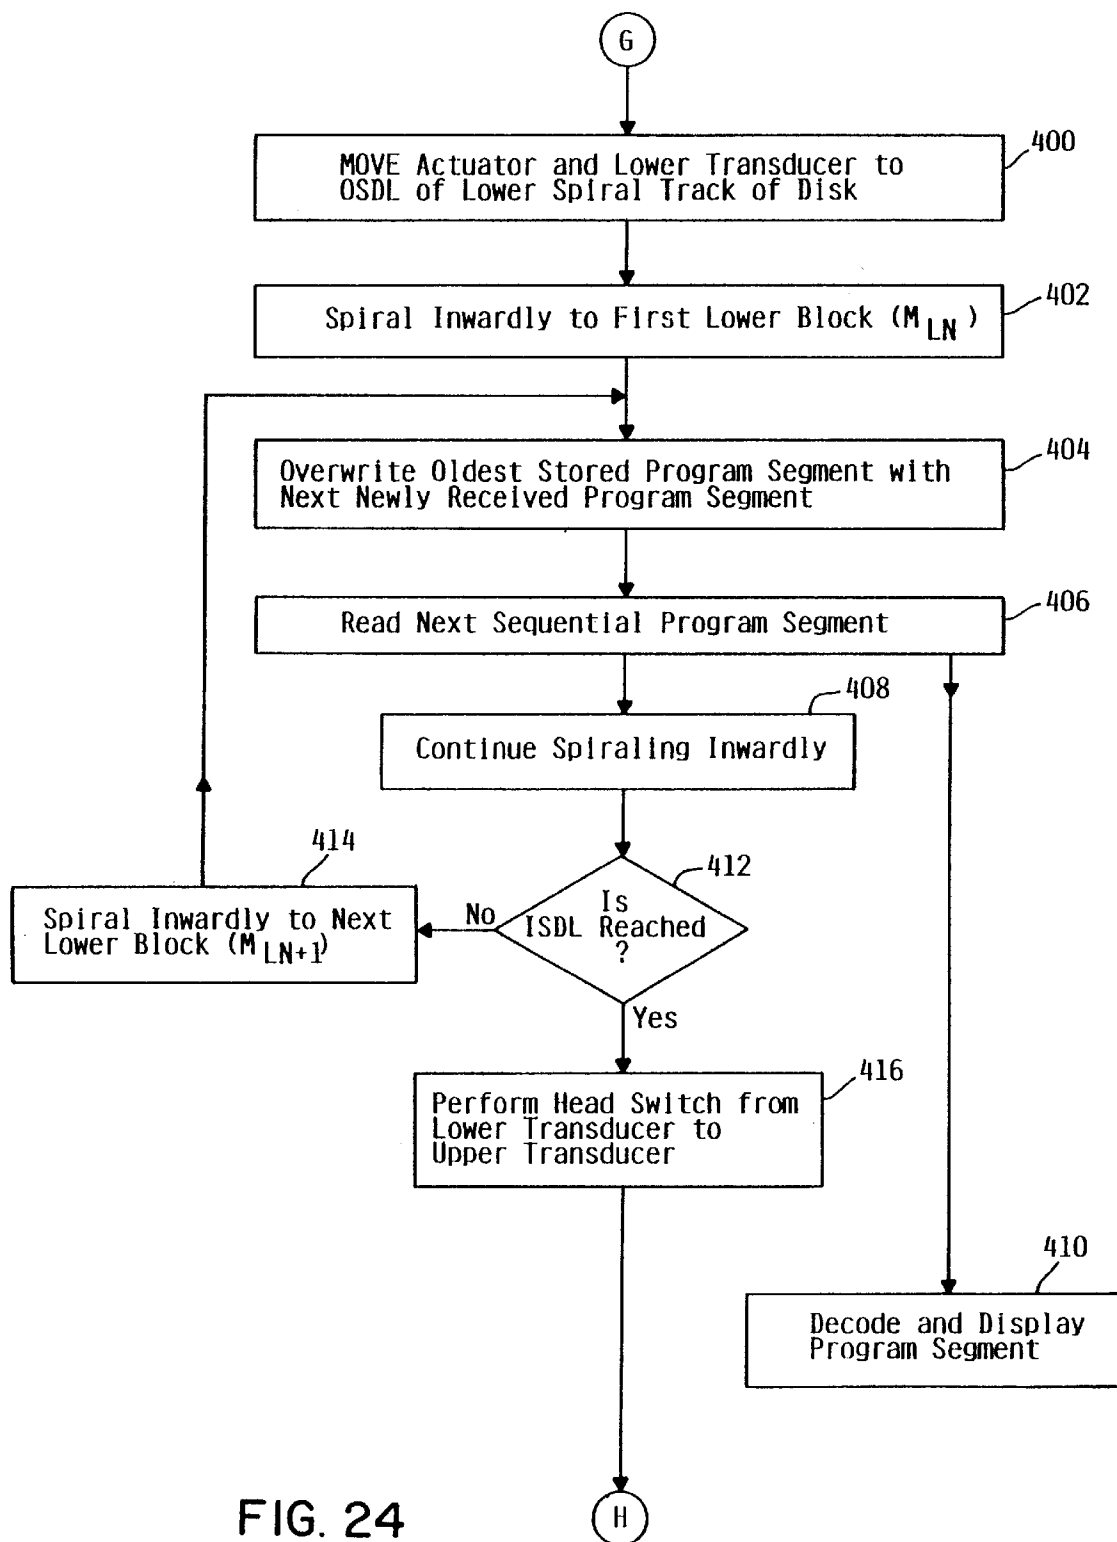 G
400
MOVE Actuator and Lower Transducer to
OSDL of Lower Spiral Track of Disk
402
Spiral Inwardly to First Lower Block (M LN )
404
Overwrite Oldest Stored Program Segment with
Next Newly Received Program Segment
406
Read Next Sequential Program Segment
408
Continue Spiraling Inwardly
414
412
Spiral Inwardly to Next
Lower Block (M LN+1)
No
Is
ISDL Reached
?
Yes
416
Perform Head Switch from
Lower Transducer to
Upper Transducer
410
Decode and Display
Program Segment
H
FIG. 24